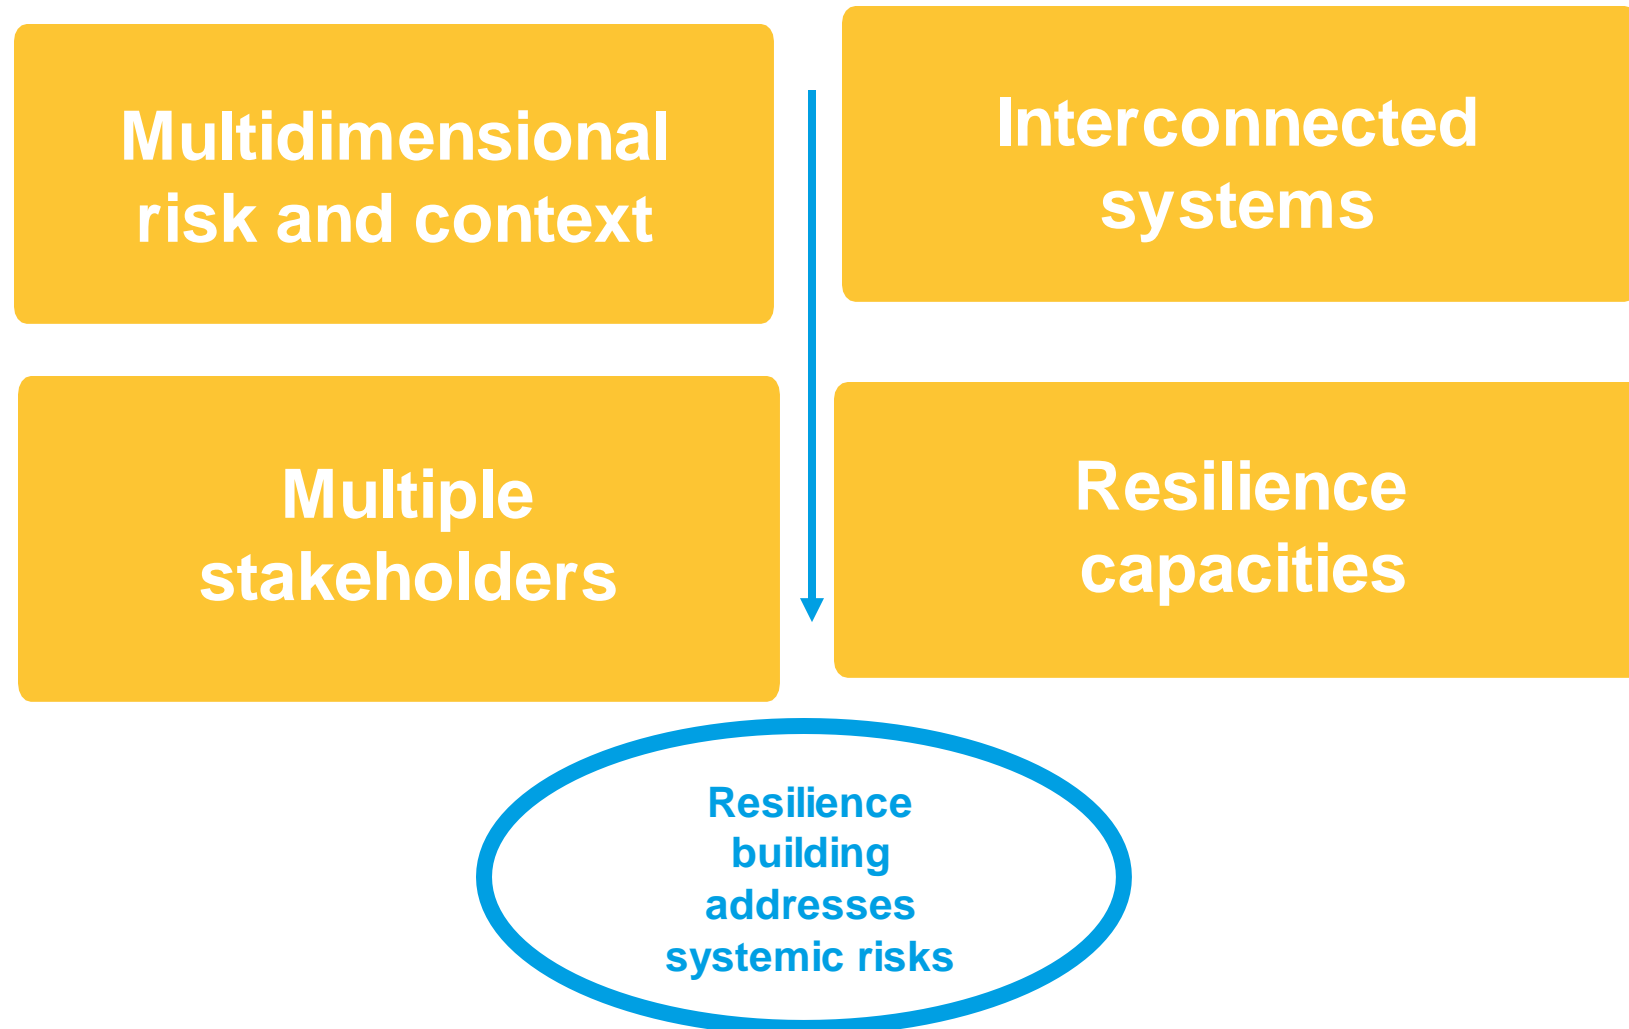 Multidimensional
risk and context
Interconnected
systems
Multiple
stakeholders
Resilience
capacities
Resilience
building
addresses
systemic risks